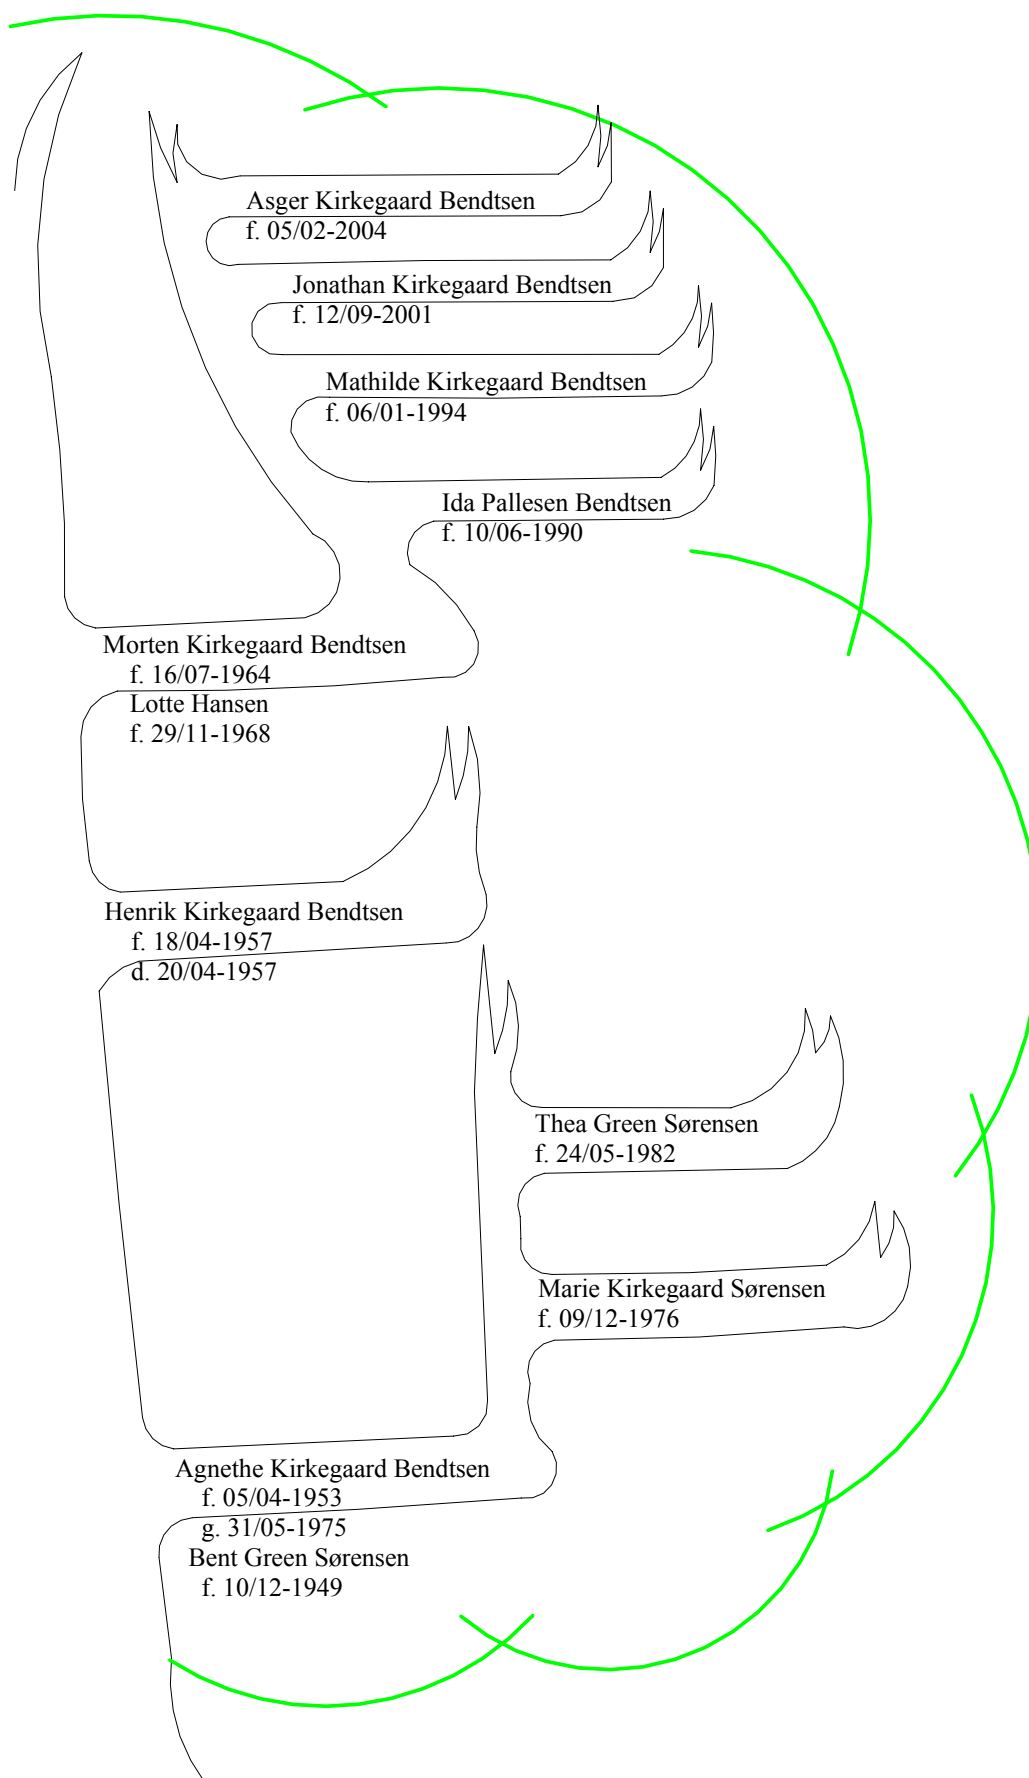 Asger Kirkegaard Bendtsen
f. 05/02-2004
Jonathan Kirkegaard Bendtsen
f. 12/09-2001
Mathilde Kirkegaard Bendtsen
f. 06/01-1994
Ida Pallesen Bendtsen
f. 10/06-1990
Morten Kirkegaard Bendtsen
f. 16/07-1964
Lotte Hansen
f. 29/11-1968
Henrik Kirkegaard Bendtsen
f. 18/04-1957
d. 20/04-1957
Thea Green Sørensen
f. 24/05-1982
Marie Kirkegaard Sørensen
f. 09/12-1976
Agnethe Kirkegaard Bendtsen
f. 05/04-1953
g. 31/05-1975
Bent Green Sørensen
f. 10/12-1949